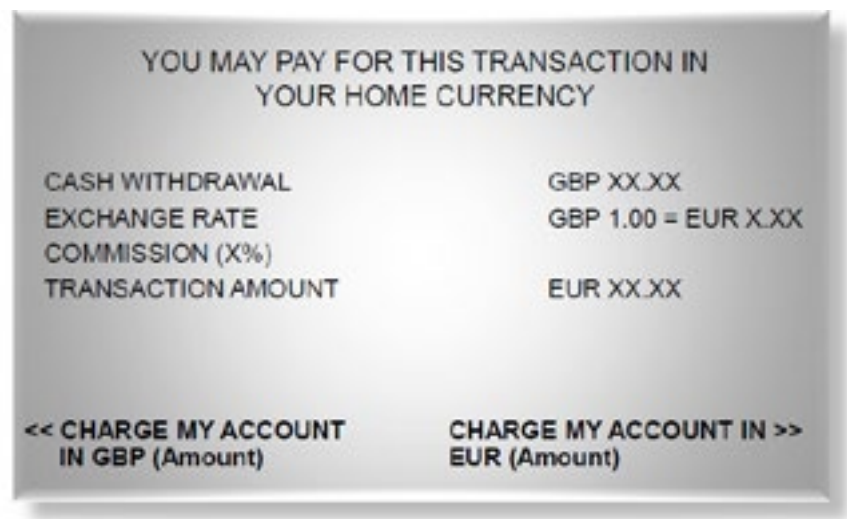 YOU MAY PAY FOR THIS TRANSACTION IN
YOUR HOME CURRENCY
CASH WITHDRAWAL GBP XX.XX
EXCHANGE RATE GBP 1.00 = EUR X.XX
COMMISSION (X%)
TRANSACTION AMOUNT EUR XX.XX
<< CHARGE MY ACCOUNT CHARGE MY ACCOUNT IN >>
IN GBP (Amount) EUR (Amount)